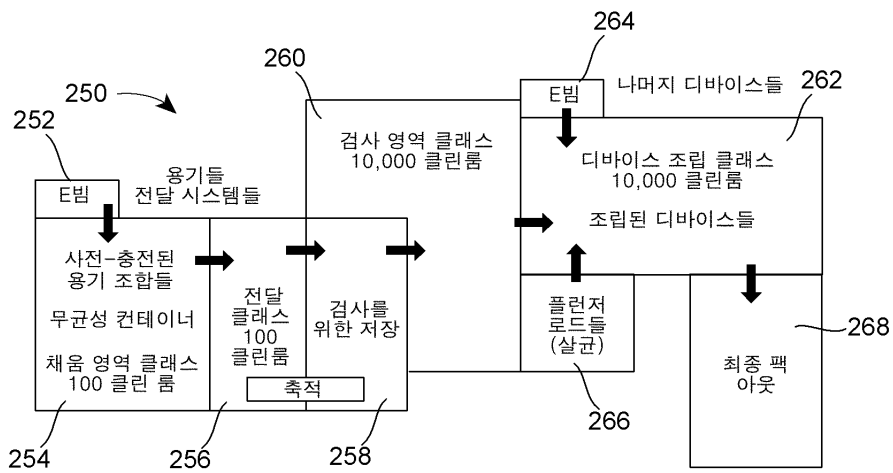 264
나머지 디바이스들
262
260
E빔
250
252
검사 영역 클래스
10,000 클린룸
디바이스 조립 클래스
10,000 클린룸
용기들
전달 시스템들
E빔
조립된 디바이스들
사전-충전된
용기 조합들
무균성 컨테이너
채움 영역 클래스
100 클린 룸
전달
클래스
100
클린룸
검사를
위한 저장
축적
플런저
로드들
(살균)
최종 팩
아웃
268
266
254
256
258